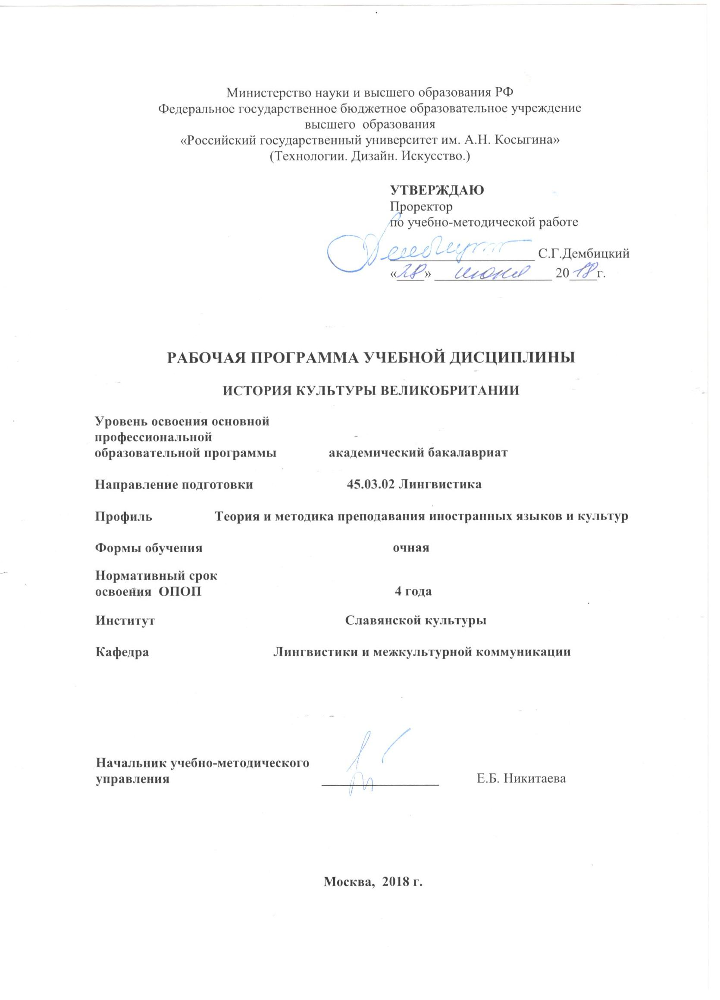 Министерство науки и высшего образования РФ
Федеральное государственное бюджетное образовательное учреждение
высшего  образования
«Российский государственный университет им. А.Н. Косыгина»
(Технологии. Дизайн. Искусство.)
УТВЕРЖДАЮ
Проректор
по учебно-методической работе
С.Г.Дембицкий
«28» июня 2018г.
РАБОЧАЯ ПРОГРАММА УЧЕБНОЙ ДИСЦИПЛИНЫ
ИСТОРИЯ КУЛЬТУРЫ ВЕЛИКОБРИТАНИИ
Уровень освоения основной
профессиональной
образовательной программы академический бакалавриат
Направление подготовки 45.03.02 Лингвистика
Профиль Теория и методика преподавания иностранных языков и культур
Формы обучения очная
Нормативный срок
освоения  ОПОП 4 года
Институт Славянской культуры
Кафедра Лингвистики и межкультурной коммуникации
Начальник учебно-методического
управления Е.Б. Никитаева
Москва,  2018 г.